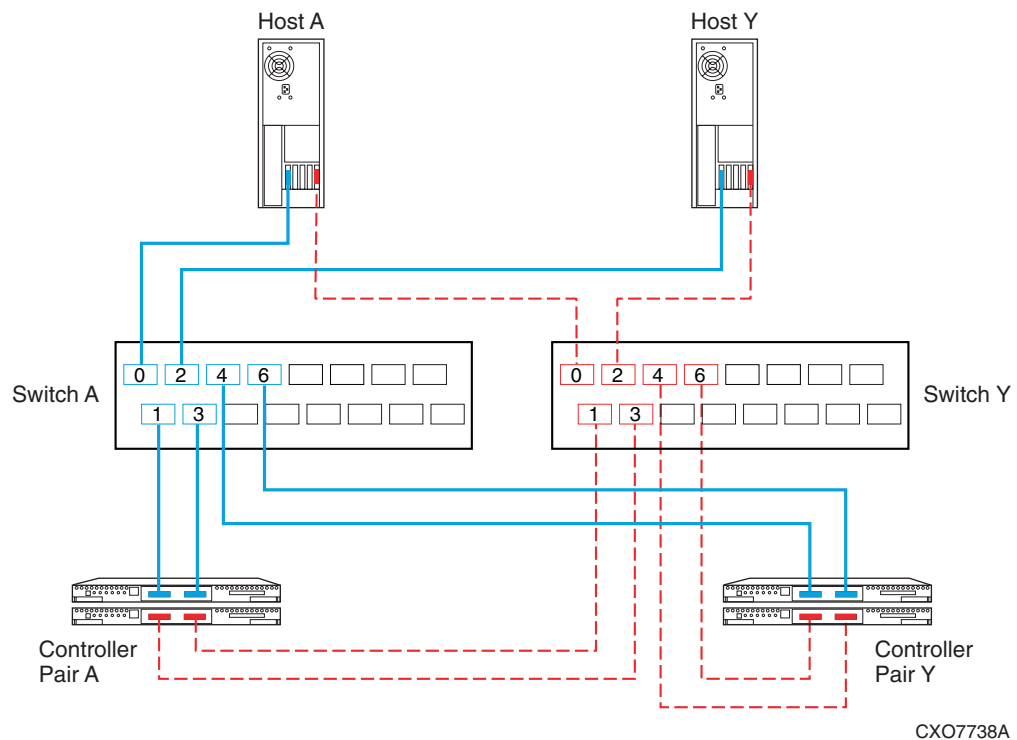 Host A
Host Y
Switch A
0 2 4 6
1 3
0 2 4 6
1 3
Switch Y
Controller
Pair A
Controller
Pair Y
CXO7738A